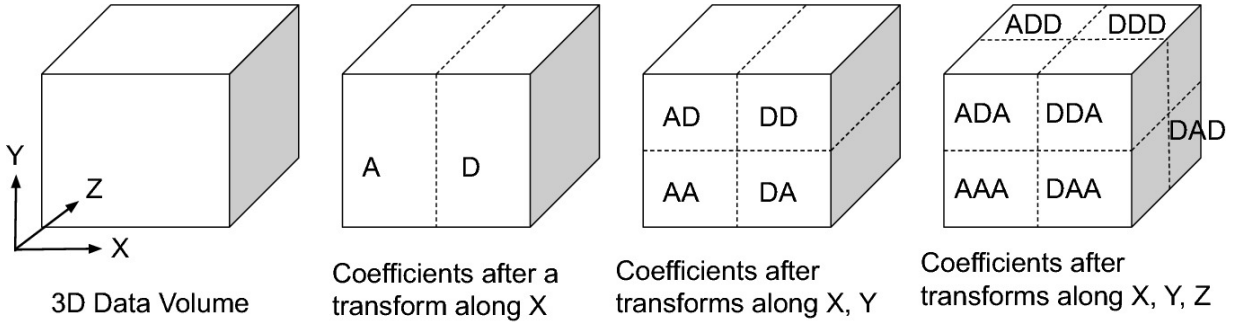 Y
Z
X
3D Data Volume
A
D
Coefficients after a
transform along X
AD
DD
AA
DA
Coefficients after
transforms along X, Y
ADD
DDD
ADA
DDA
DAD
AAA
DAA
Coefficients after
transforms along X, Y, Z